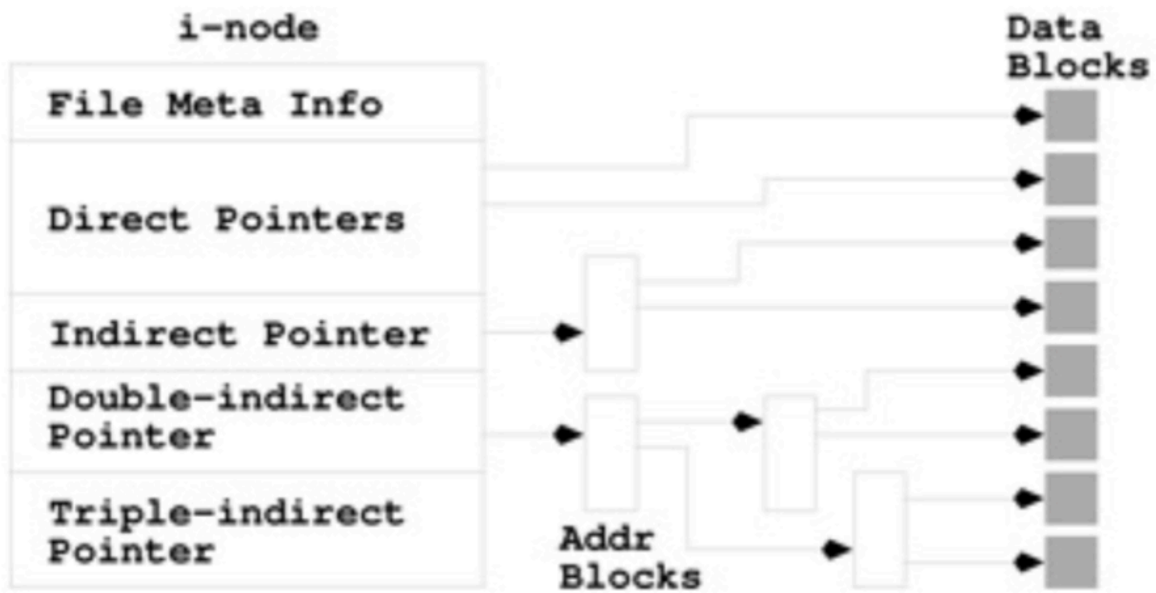 i-node
File Meta Info
Direct Pointers
Indirect Pointer
Double-indirect
Pointer
Triple-indirect
Pointer
Addr
Blocks
Data
Blocks